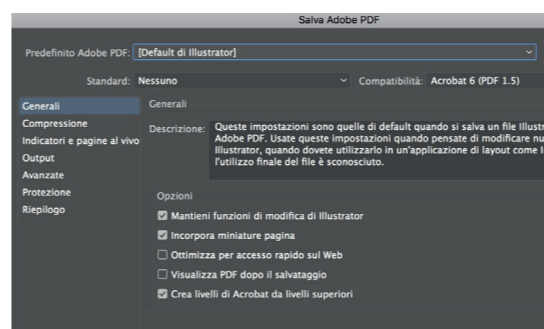 Salva Adobe PDF
Predefinito Adobe PDF: [Default di Illustrator]
Standard: Nessuno Compatibilità: Acrobat 6 (PDF 1.5)
Generali
Compressione
Indicatori e pagine al vivo
Output
Avanzate
Protezione
Riepilogo
Generali
Descrizione: Queste impostazioni sono quelle di default quando si salva un file Illustr
Adobe PDF. Usate queste impostazioni quando pensate di modificare nu
Illustrator, quando dovete utilizzarlo in un'applicazione di layout come
l'utilizzo finale del file è sconosciuto.
Opzioni
Mantieni funzioni di modifica di Illustrator
Incorpora miniature pagina
Ottimizza per accesso rapido sul Web
Visualizza PDF dopo il salvataggio
Crea livelli di Acrobat da livelli superiori